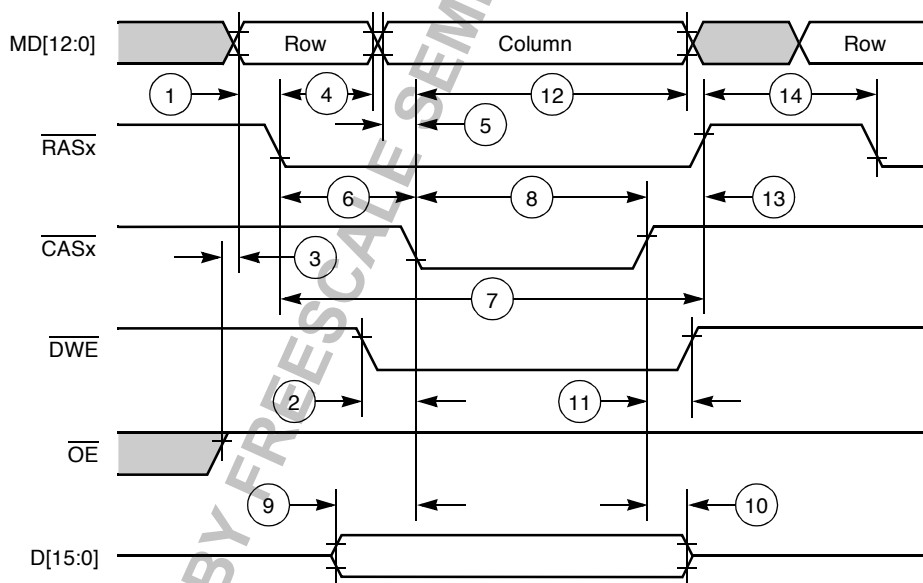 MD[12:0] Row Column Row
1 4 12 14
5
RASx
6 8 13
CASx
3
7
DWE
2 11
OE
9 10
D[15:0]
BY FREESCALE SEMI